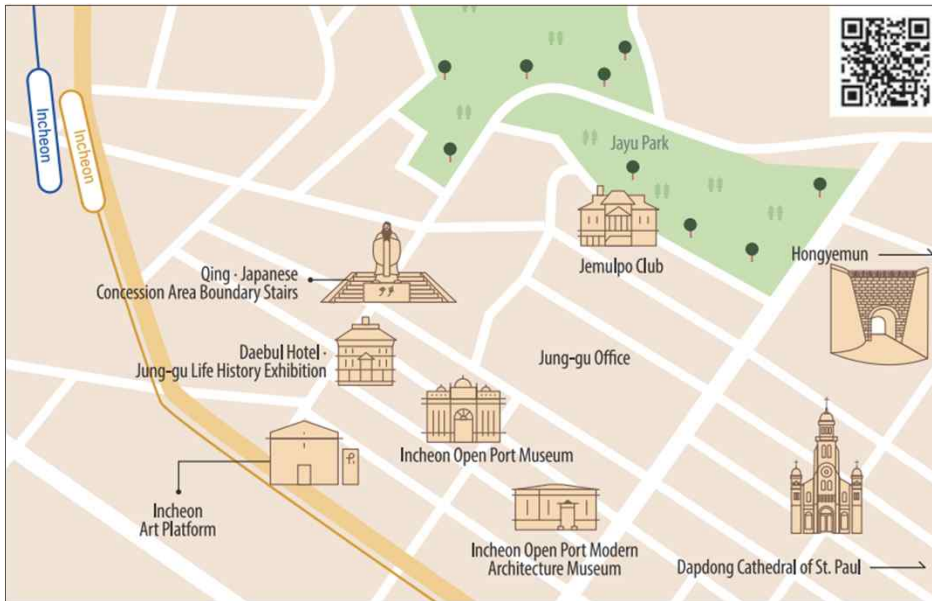 Incheon
Incheon
Jayu Park
Jemulpo Club
Hongyemun
Qing · Japanese
Concession Area Boundary Stairs
Daebul Hotel ·
Jung-gu Life History Exhibition
Jung-gu Office
Incheon Open Port Museum
Incheon
Art Platform
Incheon Open Port Modern
Architecture Museum
Dapdong Cathedral of St. Paul